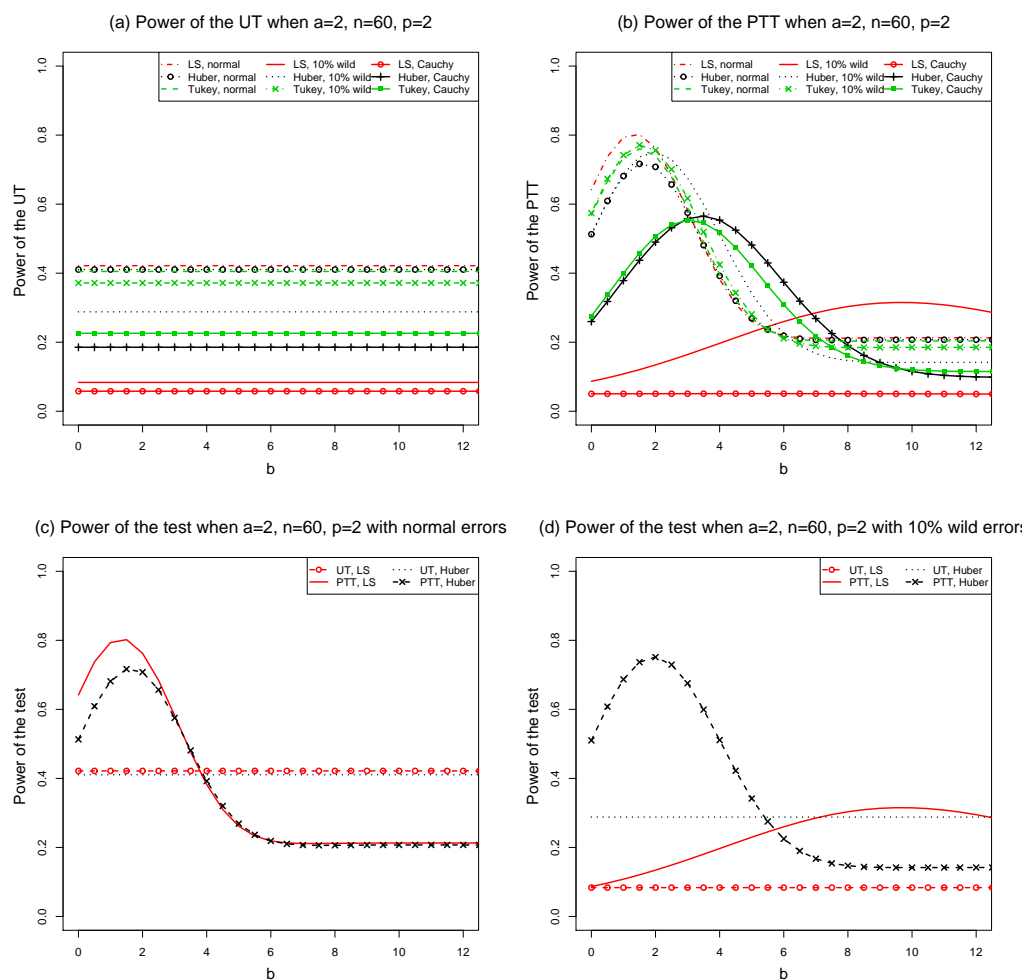 (a) Power of the UT when a=2, n=60, p=2
LS, normal
LS, 10% wild
LS, Cauchy
Huber, normal
Huber, 10% wild
Huber, Cauchy
Tukey, normal
Tukey, 10% wild
Tukey, Cauchy
Power of the UT
1.0
0.8
0.6
0.4
0.2
0.0
0 2 4 6 8 10 12
b
(b) Power of the PTT when a=2, n=60, p=2
LS, normal
LS, 10% wild
LS, Cauchy
Huber, normal
Huber, 10% wild
Huber, Cauchy
Tukey, normal
Tukey, 10% wild
Tukey, Cauchy
Power of the PTT
1.0
0.8
0.6
0.4
0.2
0.0
0 2 4 6 8 10 12
b
(c) Power of the test when a=2, n=60, p=2 with normal errors
UT, LS
UT, Huber
PTT, LS
PTT, Huber
Power of the test
1.0
0.8
0.6
0.4
0.2
0.0
0 2 4 6 8 10 12
b
(d) Power of the test when a=2, n=60, p=2 with 10% wild errors
UT, LS
UT, Huber
PTT, LS
PTT, Huber
Power of the test
1.0
0.8
0.6
0.4
0.2
0.0
0 2 4 6 8 10 12
b